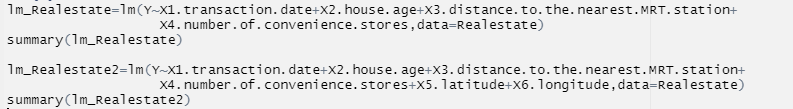 lm_Realestate=lm(Y~X1.transaction.date+X2.house.age+X3.distance.to.the.nearest.MRT.station+
X4.number.of.convenience.stores,data=Realestate)
summary(lm_Realestate)
lm_Realestate2=lm(Y~X1.transaction.date+X2.house.age+X3.distance.to.the.nearest.MRT.station+
X4.number.of.convenience.stores+X5.latitude+X6.longitude,data=Realestate)
summary(lm_Realestate2)